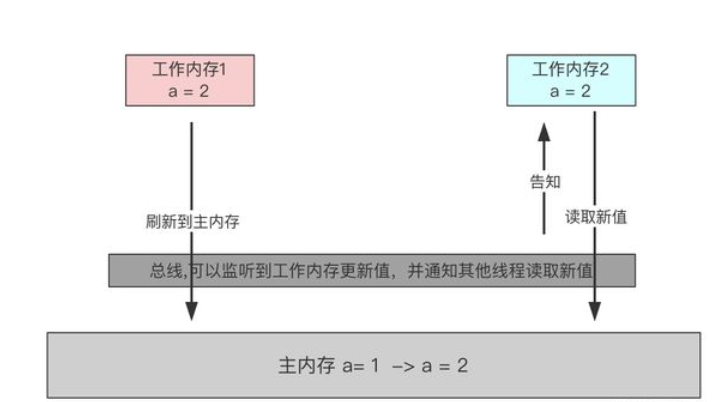 工作内存1
a = 2
工作内存2
a = 2
告知
刷新到主内存
读取新值
总线,可以监听到工作内存更新值，并通知其他线程读取新值
主内存 a= 1 –> a = 2